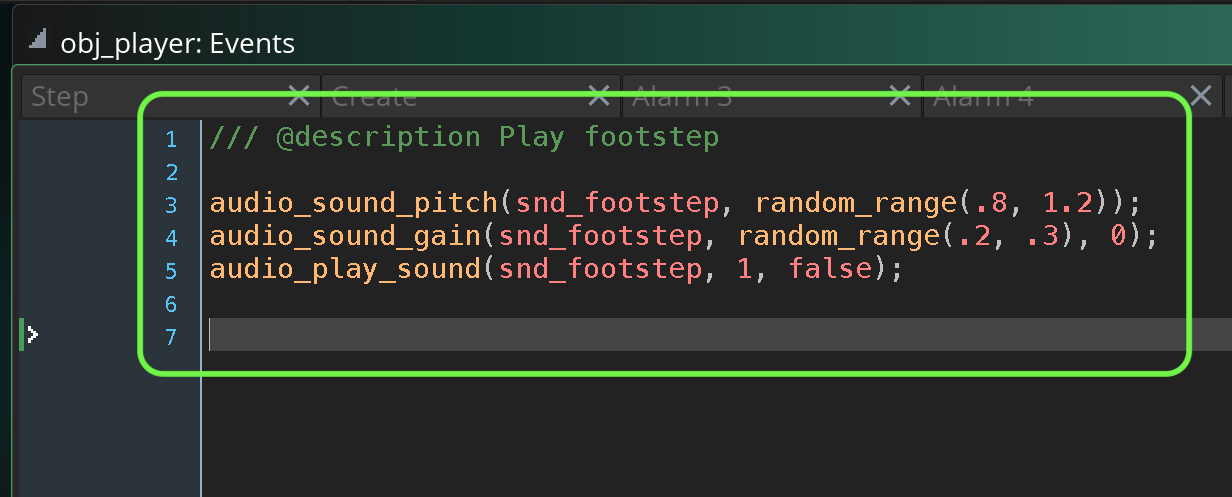 obj_player: Events
Step Create Alarm 3 Alarm 4
1 /// @description Play footstep
2
3 audio_sound_pitch(snd_footstep, random_range(.8, 1.2));
4 audio_sound_gain(snd_footstep, random_range(.2, .3), 0);
5 audio_play_sound(snd_footstep, 1, false);
6
7